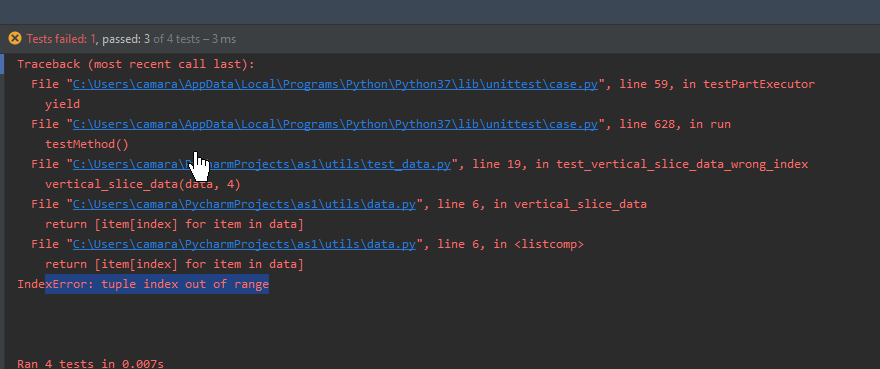 Tests failed: 1, passed: 3 of 4 tests – 3 ms
Traceback (most recent call last):
File "C:\Users\camara\AppData\Local\Programs\Python\Python37\lib\unittest\case.py", line 59, in testPartExecutor
yield
File "C:\Users\camara\AppData\Local\Programs\Python\Python37\lib\unittest\case.py", line 628, in run
testMethod()
File "C:\Users\camara\PycharmProjects\as1\utils\test_data.py", line 19, in test_vertical_slice_data_wrong_index
vertical_slice_data(data, 4)
File "C:\Users\camara\PycharmProjects\as1\utils\data.py", line 6, in vertical_slice_data
return [item[index] for item in data]
File "C:\Users\camara\PycharmProjects\as1\utils\data.py", line 6, in <listcomp>
return [item[index] for item in data]
IndexError: tuple index out of range
Ran 4 tests in 0.007s